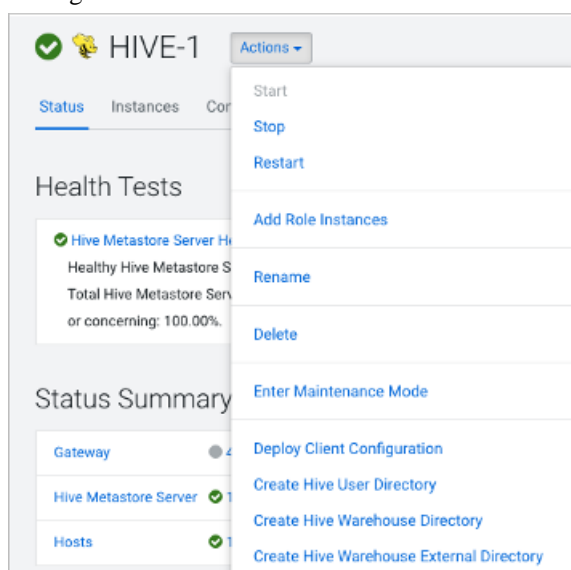 HIVE-1
Actions
Status Instances
Start
Stop
Restart
Add Role Instances
Rename
Delete
Enter Maintenance Mode
Deploy Client Configuration
Create Hive User Directory
Create Hive Warehouse Directory
Create Hive Warehouse External Directory
Health Tests
Hive Metastore Server
Healthy Hive Metastore
Total Hive Metastore
or concerning: 100.00%.
Status Summary
Gateway
Hive Metastore Server 1
Hosts 1